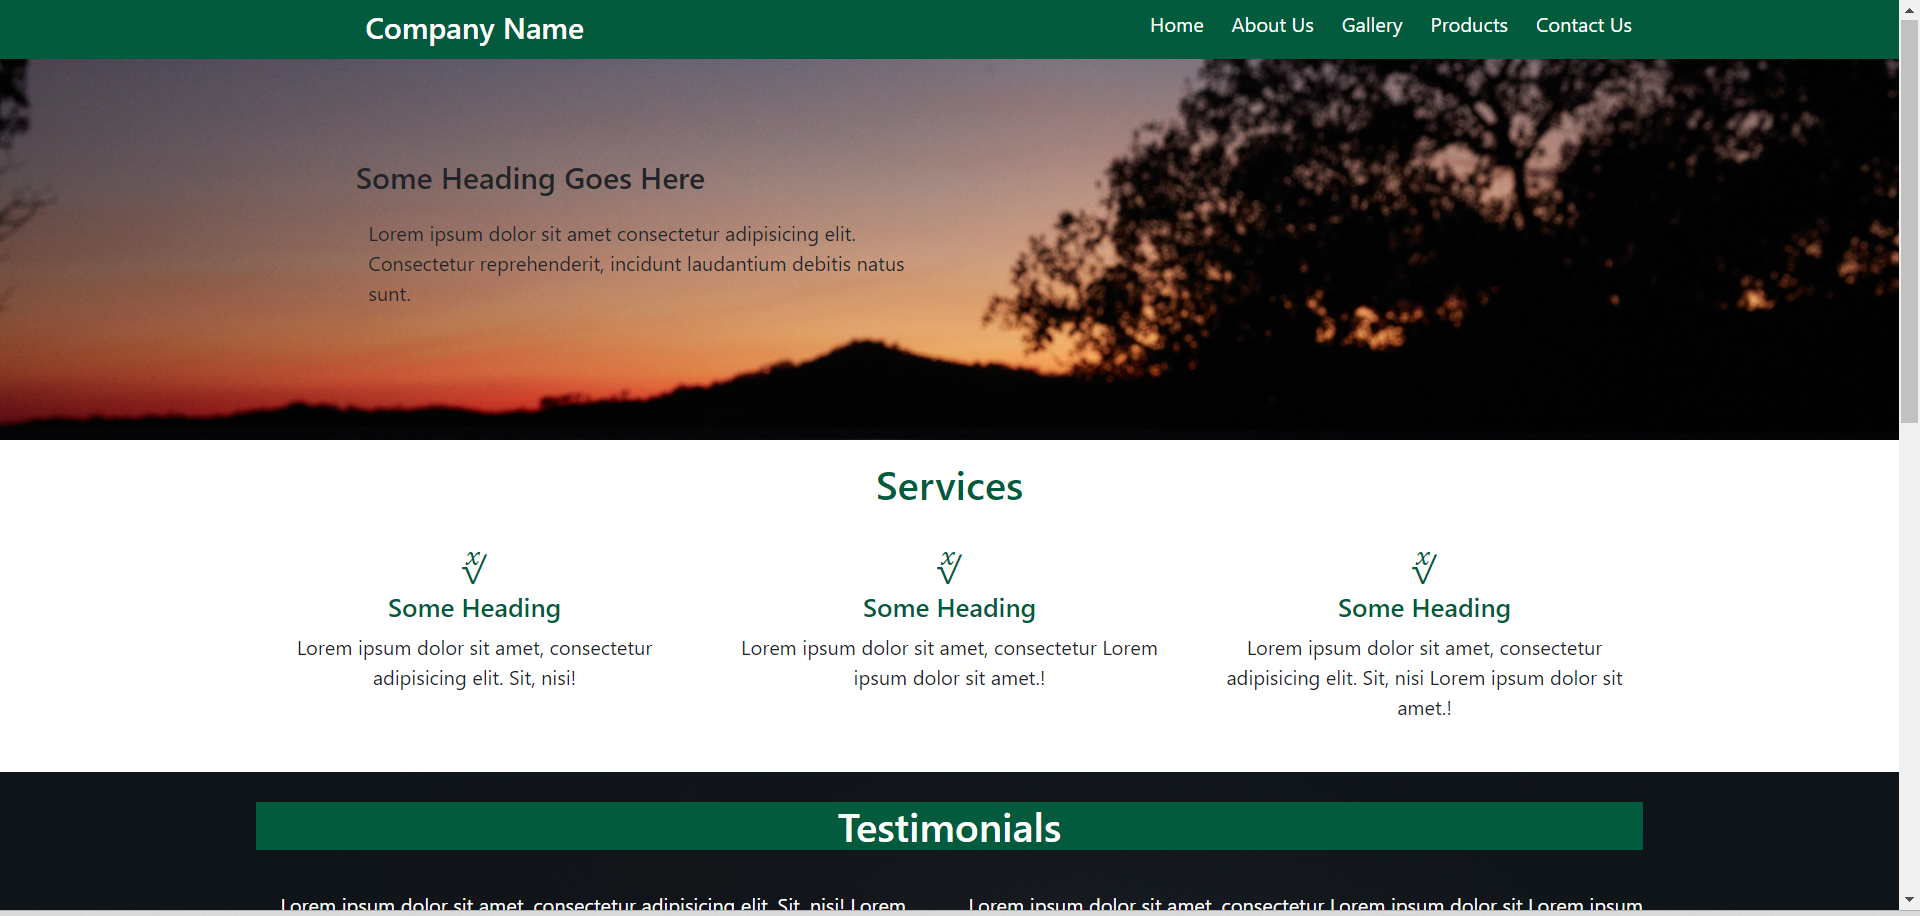 Company Name
Home About Us Gallery Products Contact Us
Some Heading Goes Here
Lorem ipsum dolor sit amet consectetur adipisicing elit.
Consectetur reprehenderit, incidunt laudantium debitis natus
sunt.
Services
x√
Some Heading
Lorem ipsum dolor sit amet, consectetur
adipisicing elit. Sit, nisi!
x√
Some Heading
Lorem ipsum dolor sit amet, consectetur Lorem
ipsum dolor sit amet.!
x√
Some Heading
Lorem ipsum dolor sit amet, consectetur
adipisicing elit. Sit, nisi Lorem ipsum dolor sit
amet.!
Testimonials
Lorem ipsum dolor sit amet, consectetur adipisicing elit. Sit, nisi! Lorem
Lorem ipsum dolor sit amet, consectetur Lorem ipsum dolor sit Lorem ipsum